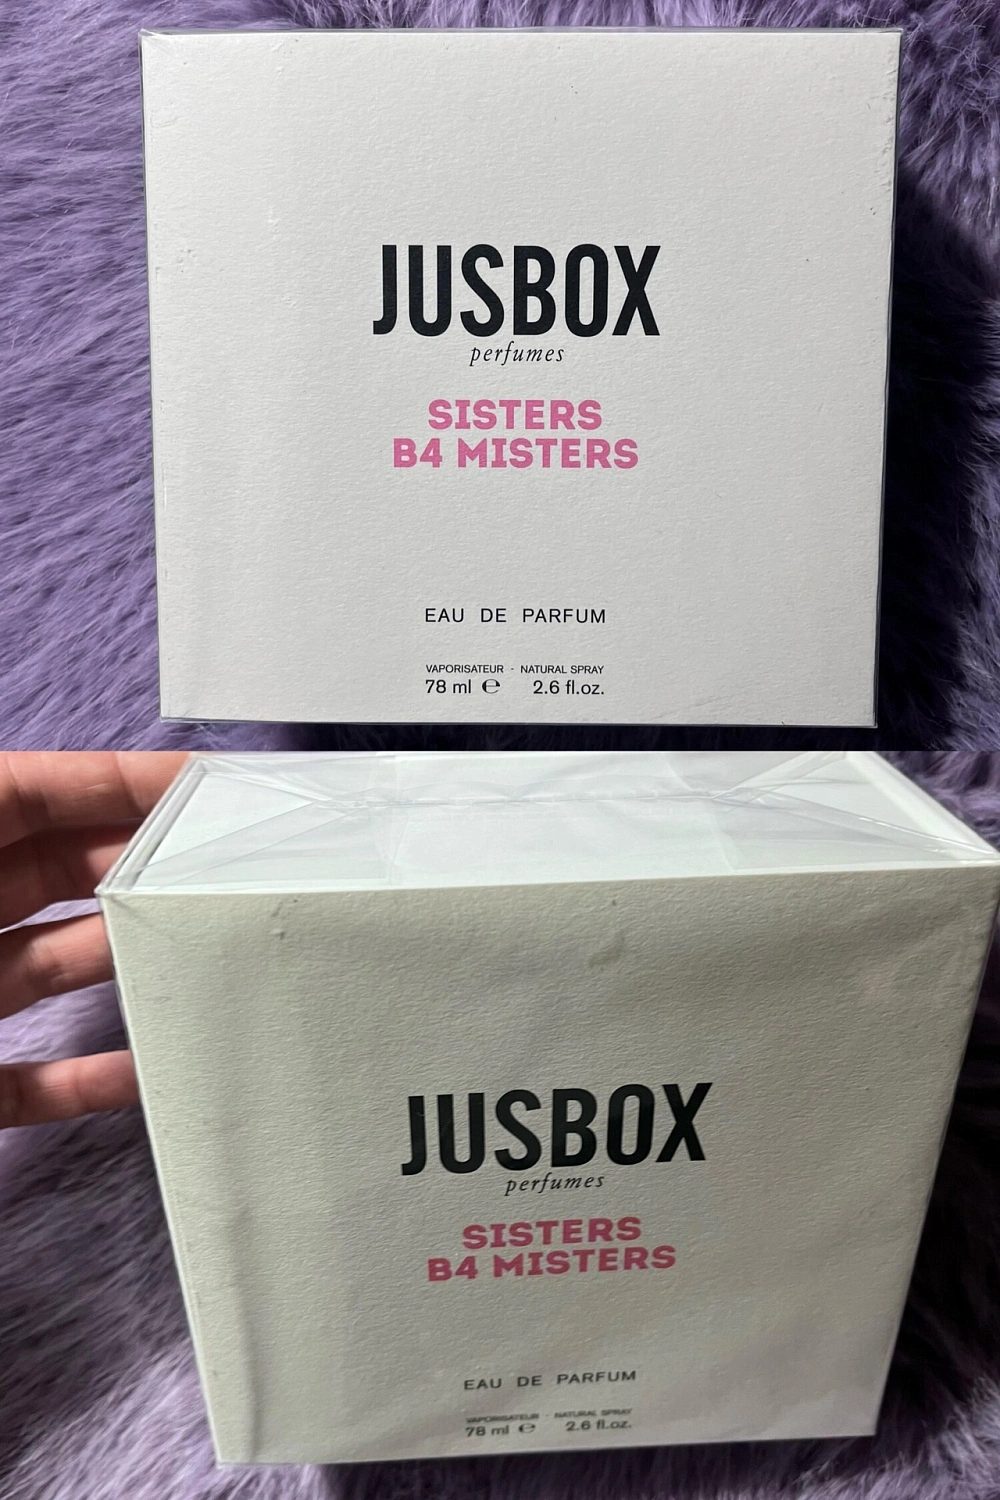 JUSBOX
perfumes
SISTERS
B4 MISTERS
EAU DE PARFUM
VAPORISATEUR - NATURAL SPRAY
78 ml ℮ 2.6 fl.oz.
JUSBOX
perfumes
SISTERS
B4 MISTERS
EAU DE PARFUM
VAPORISATEUR - NATURAL SPRAY
78 ml ℮ 2.6 fl.oz.